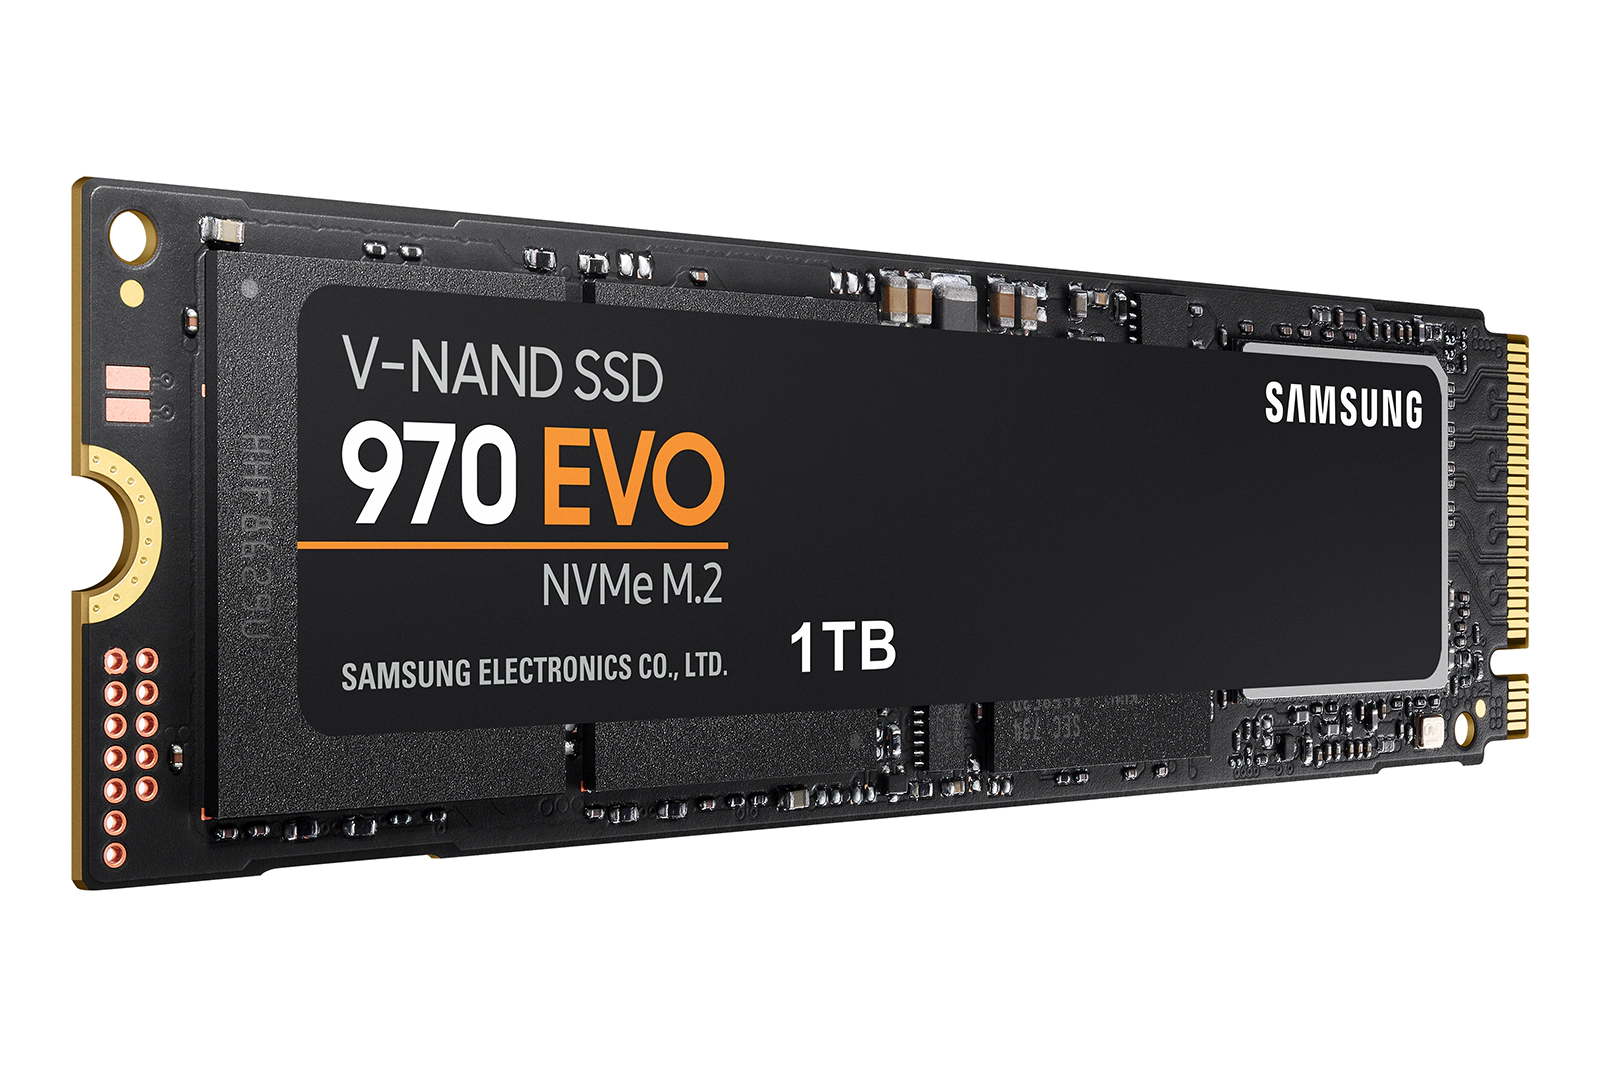 V-NAND SSD
970 EVO
NVMe M.2
SAMSUNG ELECTRONICS CO., LTD.
1TB
SAMSUNG